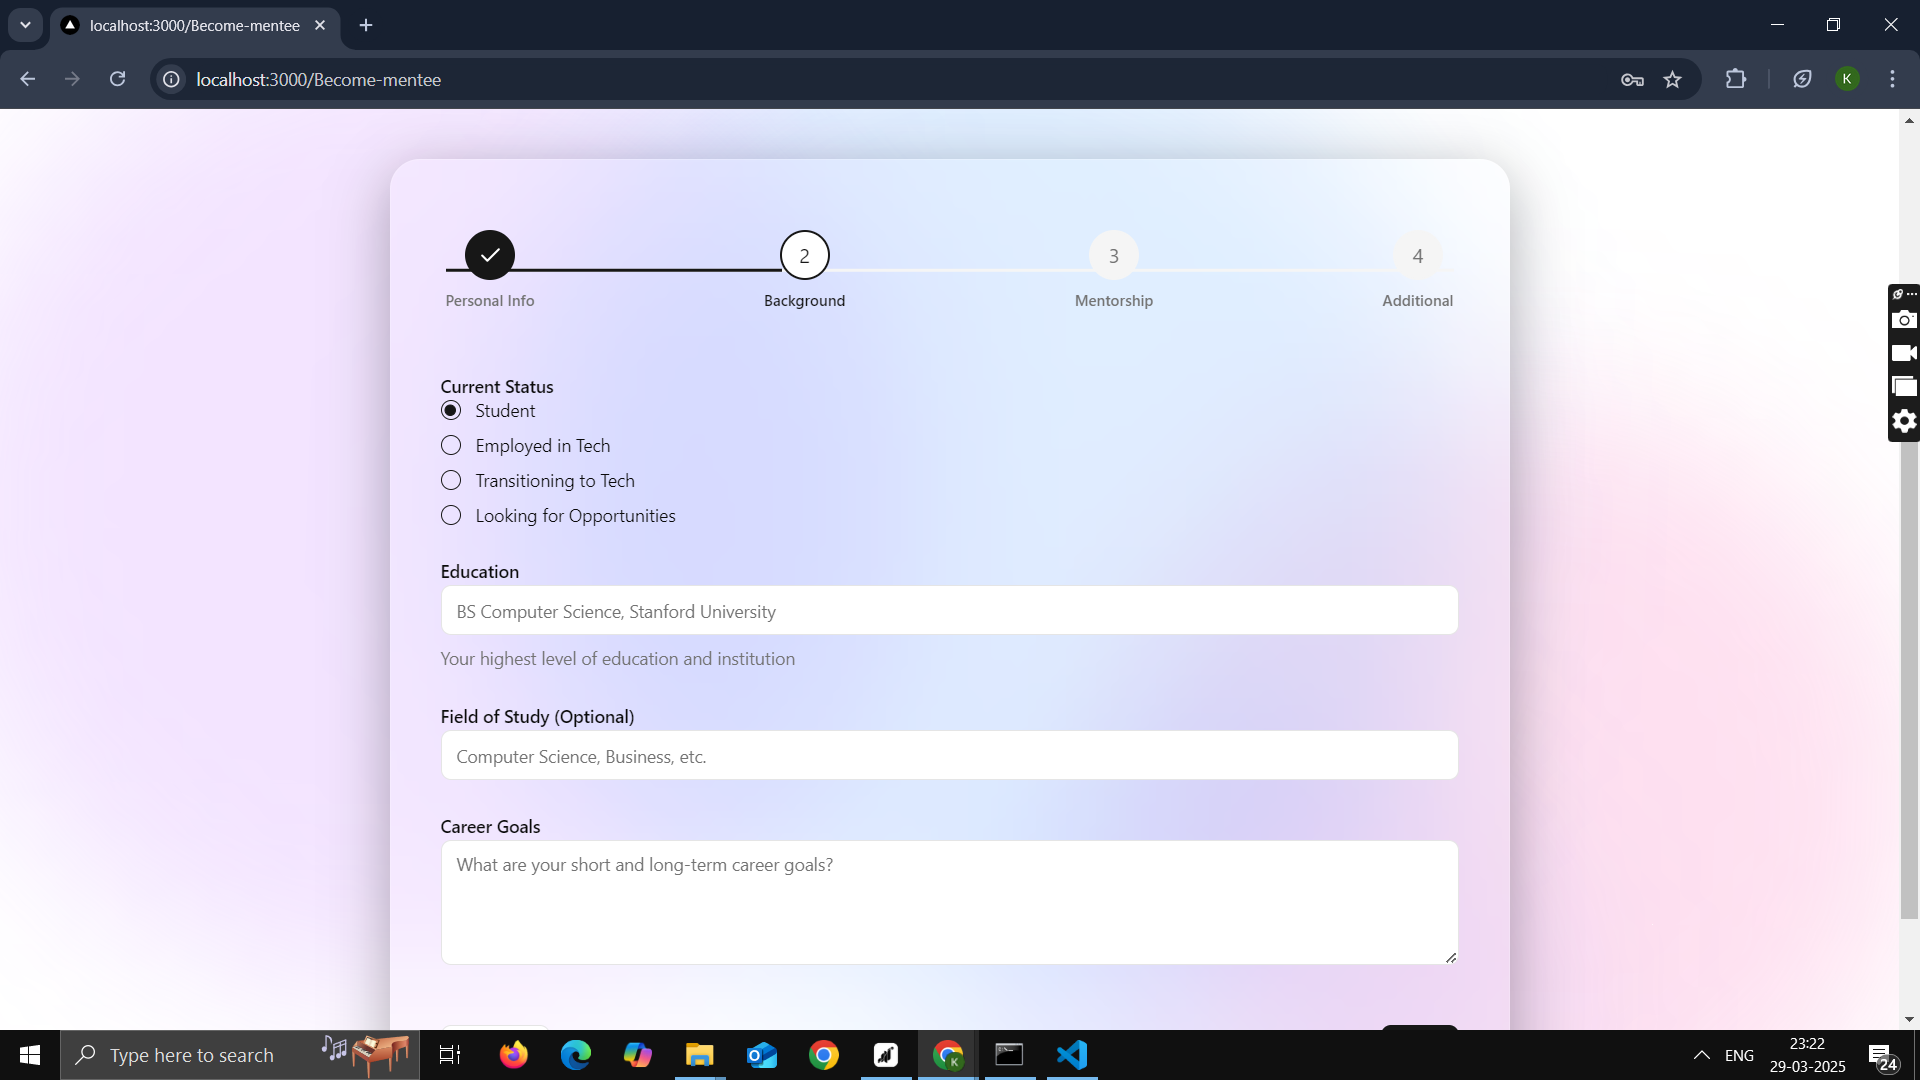 localhost:3000/Become-mentee
localhost:3000/Become-mentee
K
2
3
4
Personal Info
Background
Mentorship
Additional
Current Status
Student
Employed in Tech
Transitioning to Tech
Looking for Opportunities
Education
BS Computer Science, Stanford University
Your highest level of education and institution
Field of Study (Optional)
Computer Science, Business, etc.
Career Goals
What are your short and long-term career goals?
Type here to search
K
ENG
23:22
29-03-2025
24